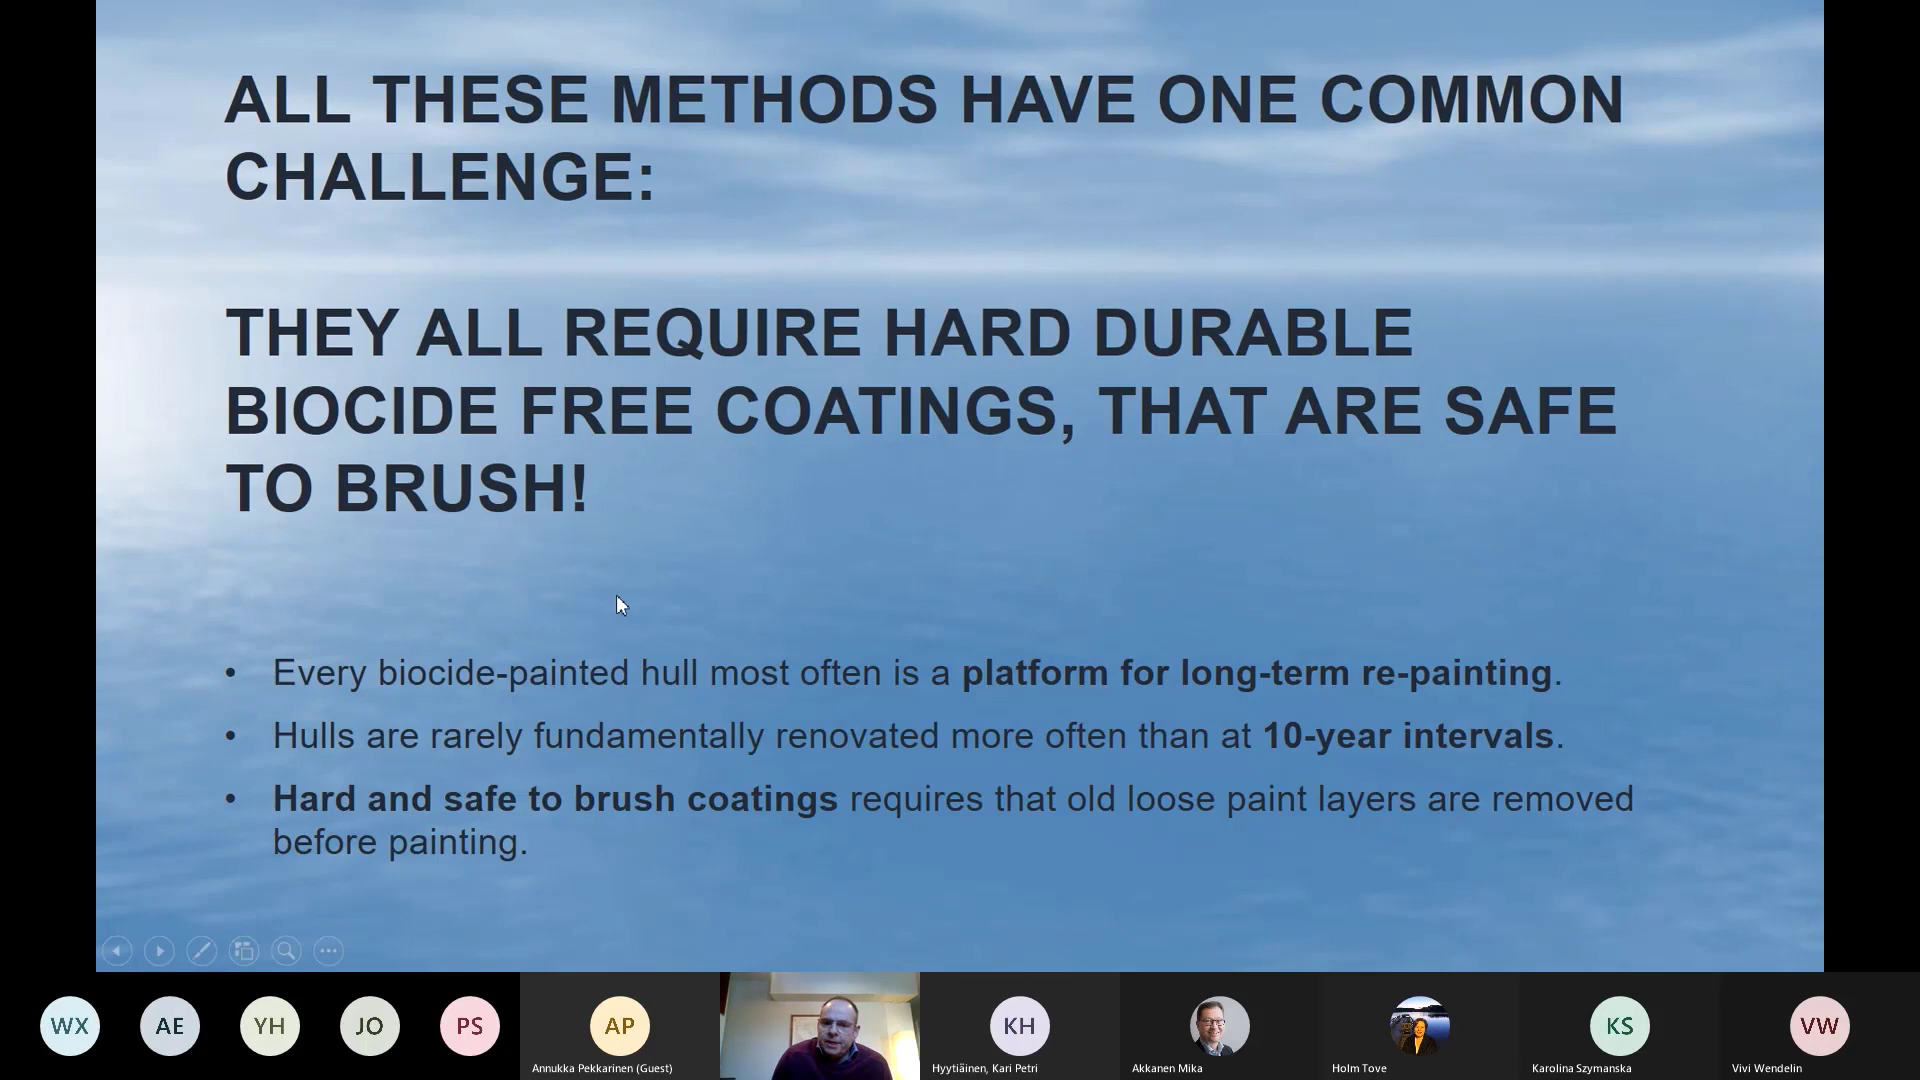 ALL THESE METHODS HAVE ONE COMMON
CHALLENGE:
THEY ALL REQUIRE HARD DURABLE
BIOCIDE FREE COATINGS, THAT ARE SAFE
TO BRUSH!
• Every biocide-painted hull most often is a platform for long-term re-painting.
• Hulls are rarely fundamentally renovated more often than at 10-year intervals.
• Hard and safe to brush coatings requires that old loose paint layers are removed
before painting.
WX AE YH JO PS AP KH KS VW
Annukka Pekkarinen (Guest) Hyytiäinen, Kari Petri Akkanen Mika Holm Tove Karolina Szymanska Vivi Wendelin